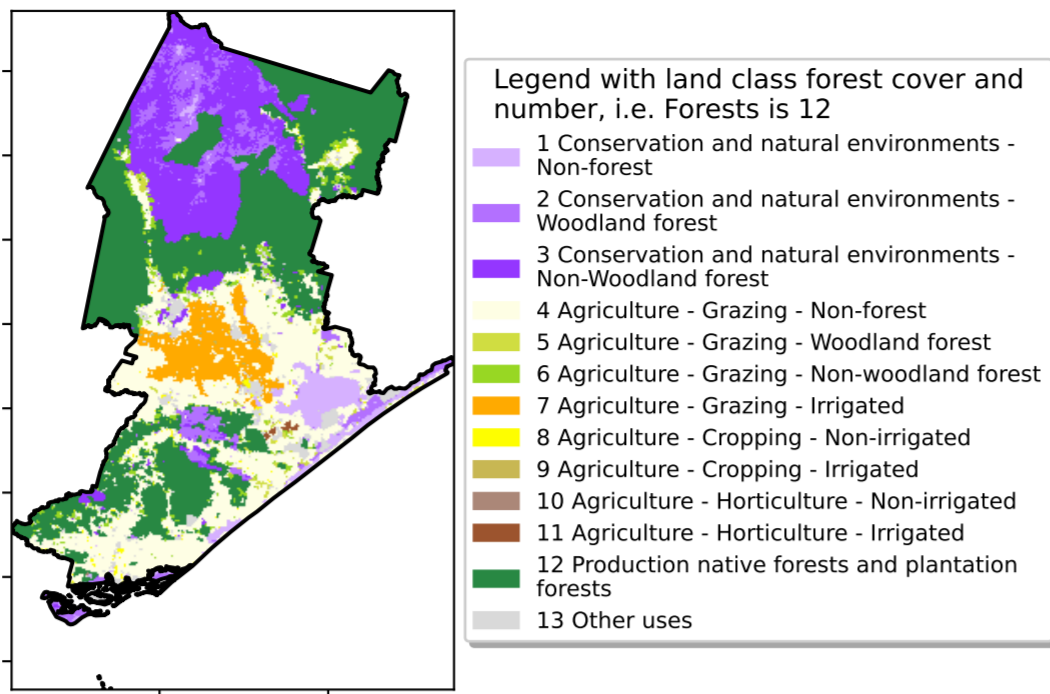 Legend with land class forest cover and
number, i.e. Forests is 12
1 Conservation and natural environments -
Non-forest
2 Conservation and natural environments -
Woodland forest
3 Conservation and natural environments -
Non-Woodland forest
4 Agriculture - Grazing - Non-forest
5 Agriculture - Grazing - Woodland forest
6 Agriculture - Grazing - Non-woodland forest
7 Agriculture - Grazing - Irrigated
8 Agriculture - Cropping - Non-irrigated
9 Agriculture - Cropping - Irrigated
10 Agriculture - Horticulture - Non-irrigated
11 Agriculture - Horticulture - Irrigated
12 Production native forests and plantation
forests
13 Other uses